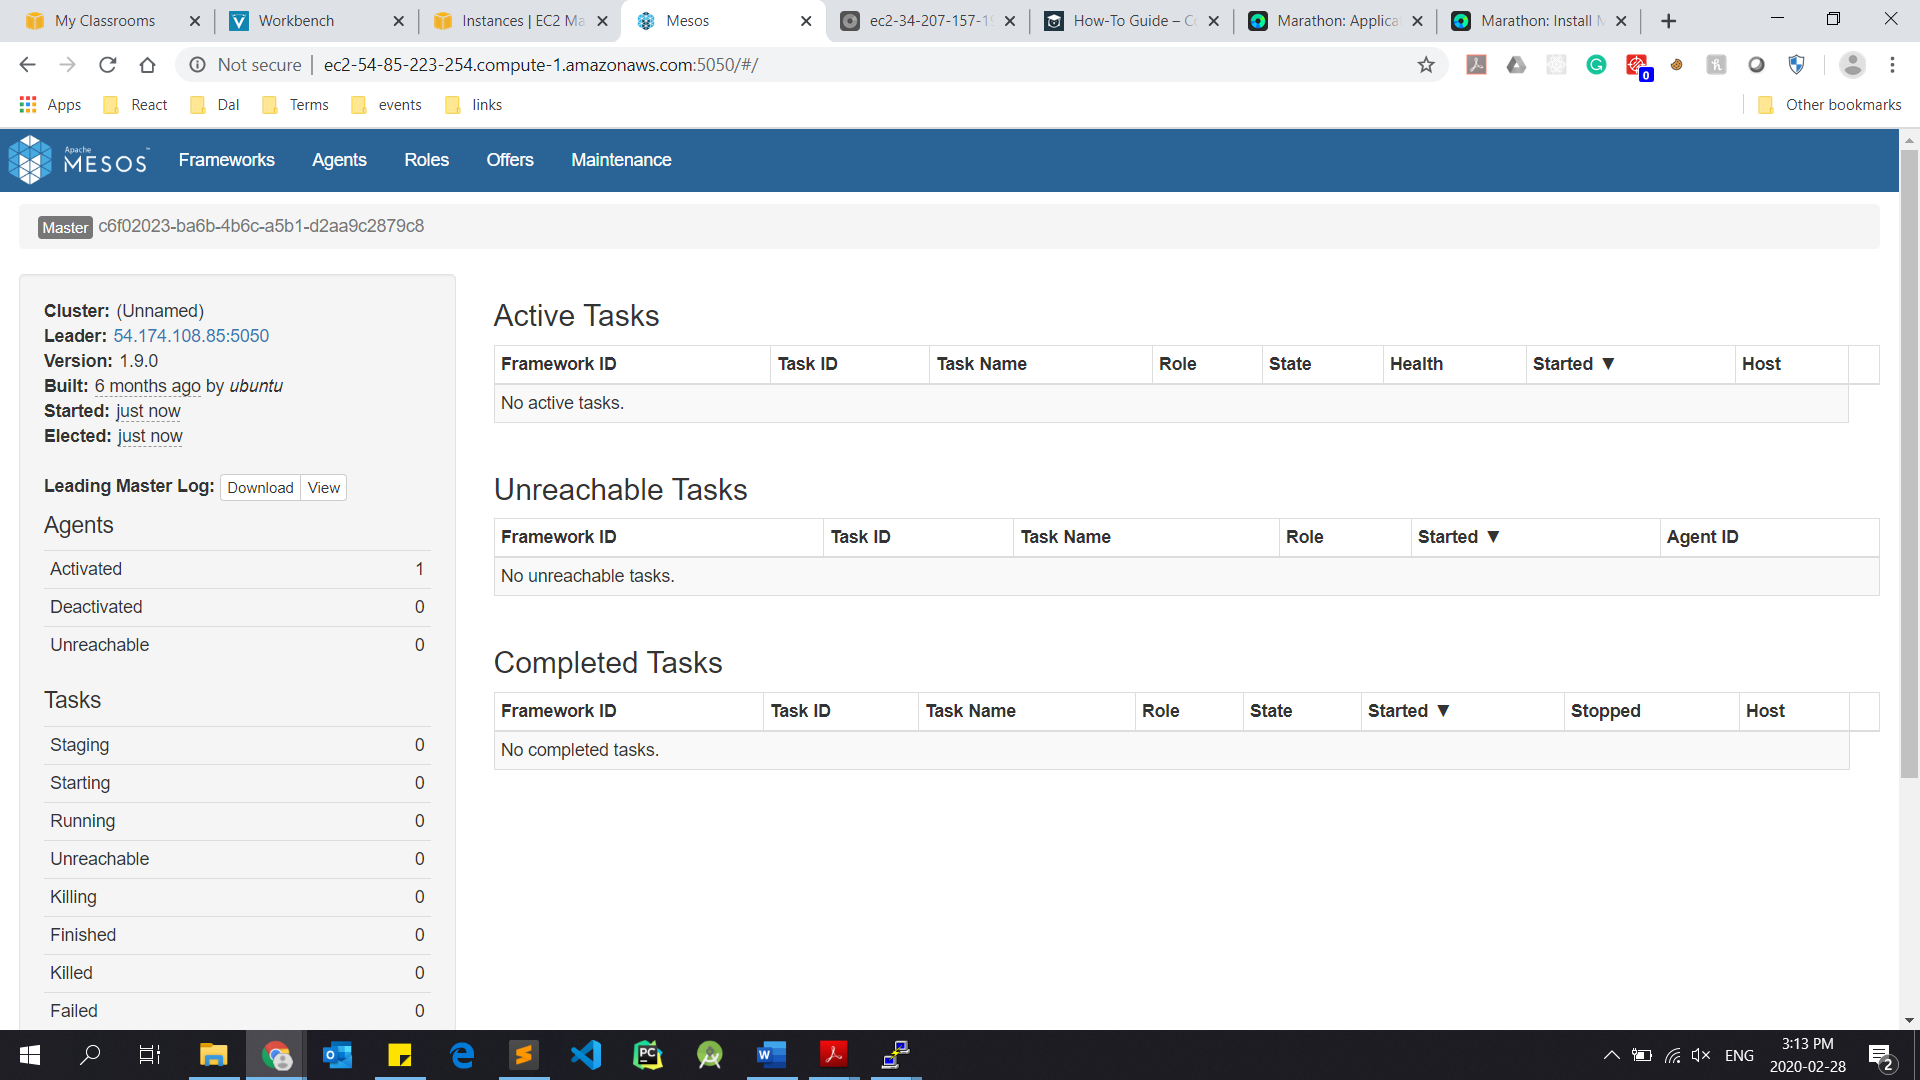 My Classrooms
Workbench
Instances | EC2 Ma
Mesos
ec2-34-207-157-19
How-To Guide – Co
Marathon: Applicat
Marathon: Install M
Not secure
ec2-54-85-223-254.compute-1.amazonaws.com:5050/#/
0
Apps
React
Dal
Terms
events
links
Other bookmarks
Apache
MESOS™
Frameworks
Agents
Roles
Offers
Maintenance
Master c6f02023-ba6b-4b6c-a5b1-d2aa9c2879c8
Cluster: (Unnamed)
Leader: 54.174.108.85:5050
Version: 1.9.0
Built: 6 months ago by ubuntu
Started: just now
Elected: just now
Leading Master Log: Download View
Agents
Activated 1
Deactivated 0
Unreachable 0
Tasks
Staging 0
Starting 0
Running 0
Unreachable 0
Killing 0
Finished 0
Killed 0
Failed 0
Active Tasks
Framework ID Task ID Task Name Role State Health Started ▼ Host
No active tasks.
Unreachable Tasks
Framework ID Task ID Task Name Role Started ▼ Agent ID
No unreachable tasks.
Completed Tasks
Framework ID Task ID Task Name Role State Started ▼ Stopped Host
No completed tasks.
ENG
3:13 PM
2020-02-28
2